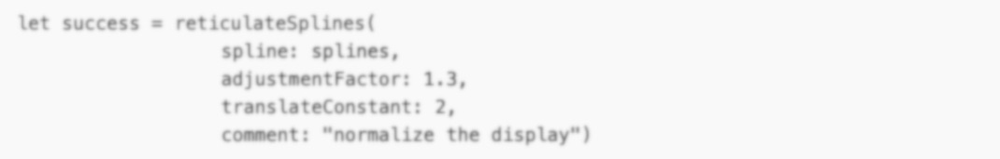 let success = reticulateSplines(
                  spline: splines,
                  adjustmentFactor: 1.3,
                  translateConstant: 2,
                  comment: "normalize the display")